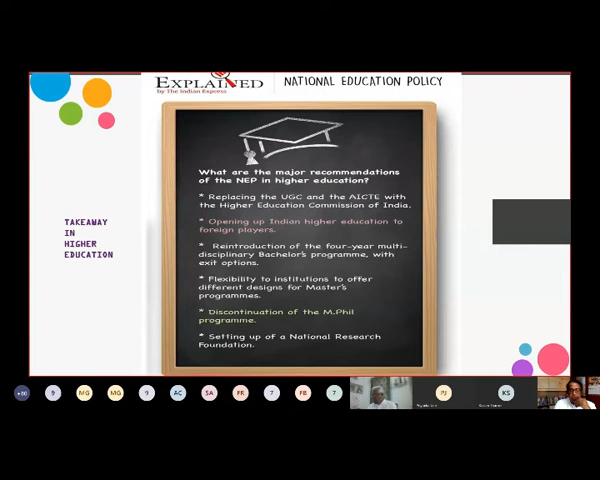 EXPLAINED
by The Indian Express
NATIONAL EDUCATION POLICY
What are the major recommendations
of the NEP in higher education?
* Replacing the UGC and the AICTE with
the Higher Education Commission of India.
* Opening up Indian higher education to
foreign players.
* Reintroduction of the four-year multi-
disciplinary Bachelor's programme, with
exit options.
* Flexibility to institutions to offer
different designs for Master's
programmes.
* Discontinuation of the M.Phil
programme.
* Setting up of a National Research
Foundation.
TAKEAWAY
IN
HIGHER
EDUCATION
9
MG
MG
9
AC
SA
FR
7
FB
7
PJ
KS